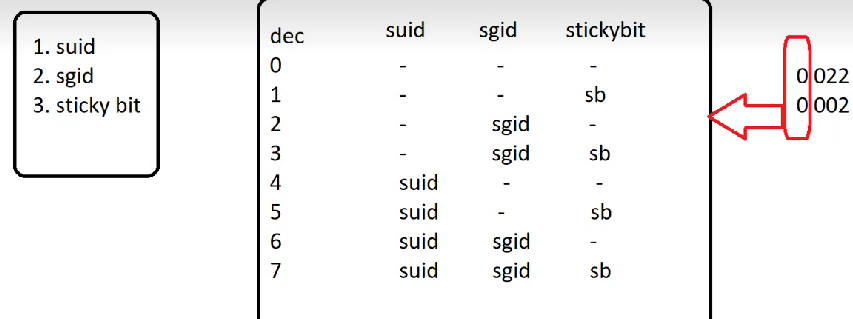 1. suid
2. sgid
3. sticky bit
dec suid sgid stickybit
0 - - -
1 - - sb
2 - sgid -
3 - sgid sb
4 suid - -
5 suid - sb
6 suid sgid -
7 suid sgid sb
0022
0002